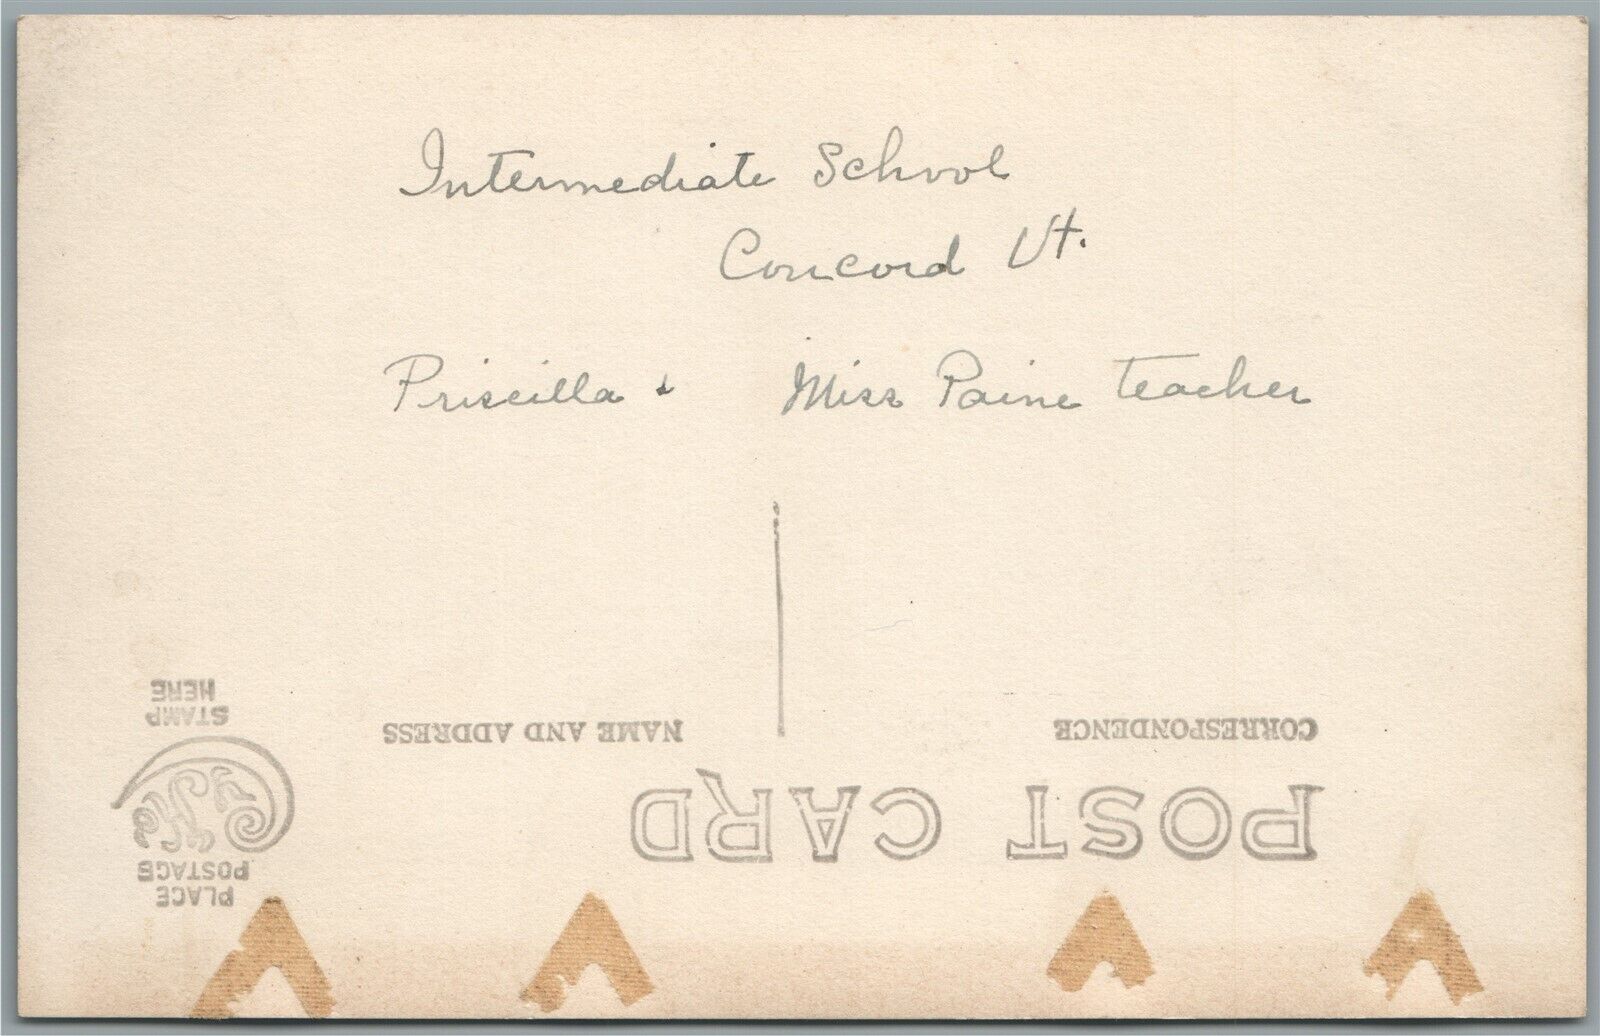 Intermediate School
Concord Vt.
Priscilla & Miss Paine teacher
POST CARD
CORRESPONDENCE
NAME AND ADDRESS
PLACE
POSTAGE
STAMP
HERE